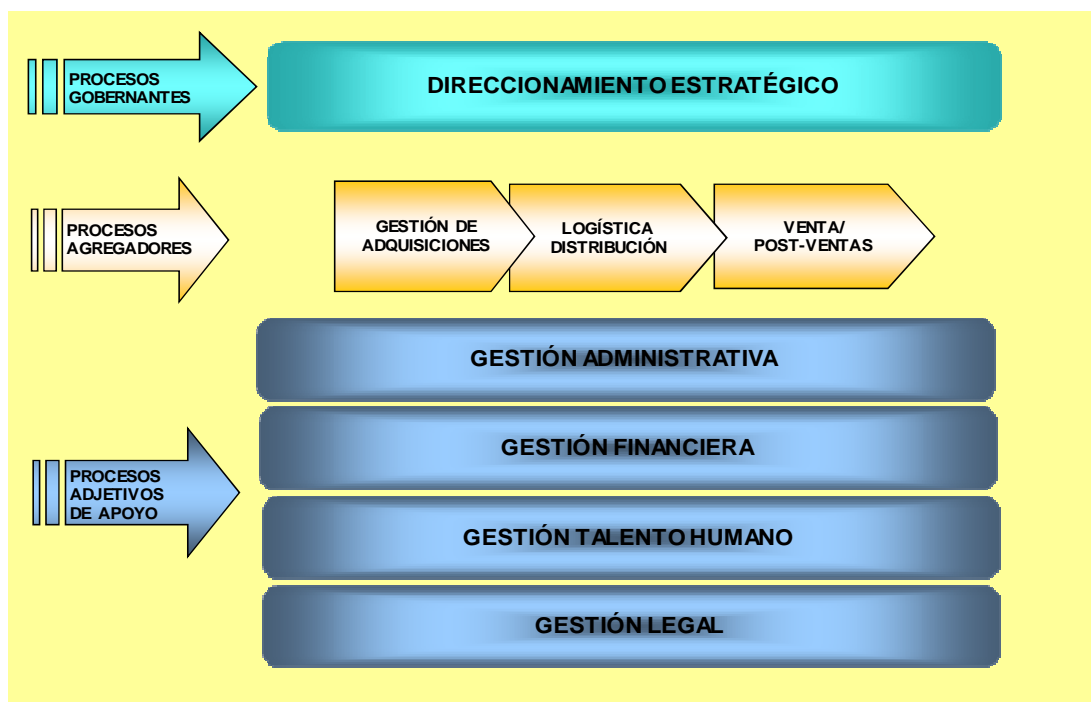 PROCESOS
GOBERNANTES
DIRECCIONAMIENTO ESTRATÉGICO
PROCESOS
AGREGADORES
GESTIÓN DE
ADQUISICIONES
LOGÍSTICA
DISTRIBUCIÓN
VENTA/
POST-VENTAS
GESTIÓN ADMINISTRATIVA
GESTIÓN FINANCIERA
PROCESOS
ADJETIVOS
DE APOYO
GESTIÓN TALENTO HUMANO
GESTIÓN LEGAL